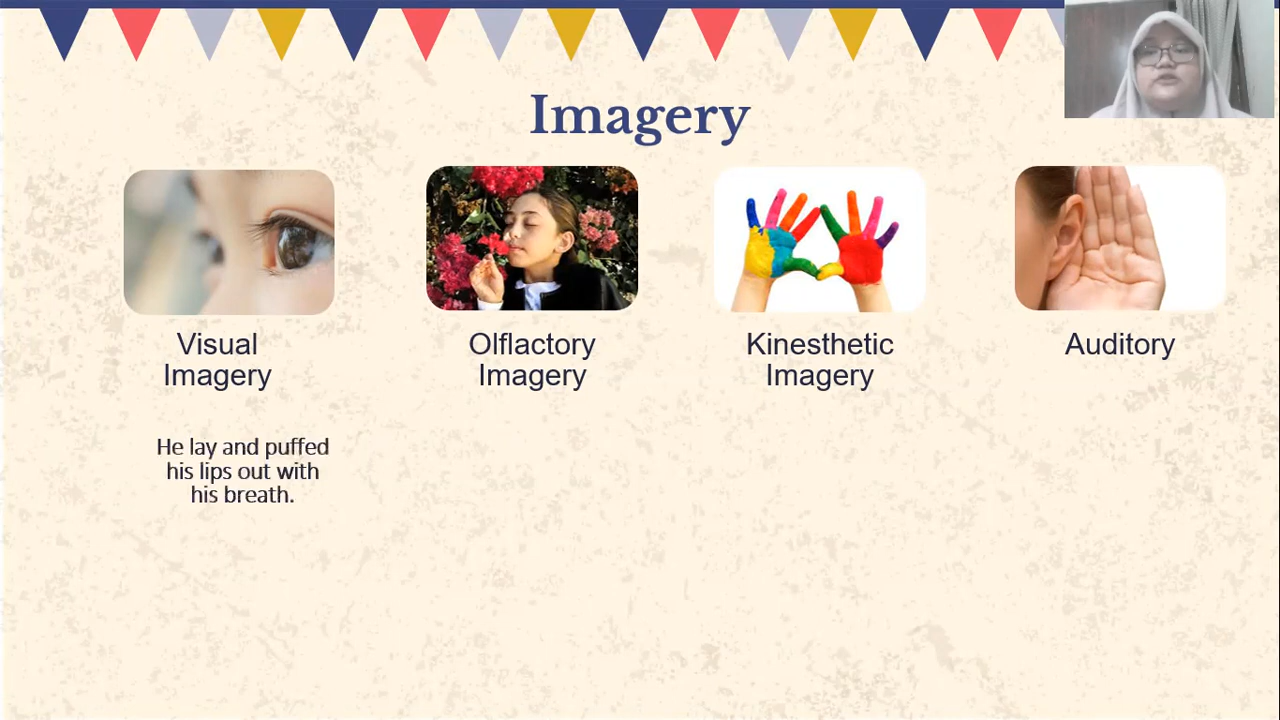 Imagery
Visual
Imagery
Olflactory
Imagery
Kinesthetic
Imagery
Auditory
He lay and puffed
his lips out with
his breath.